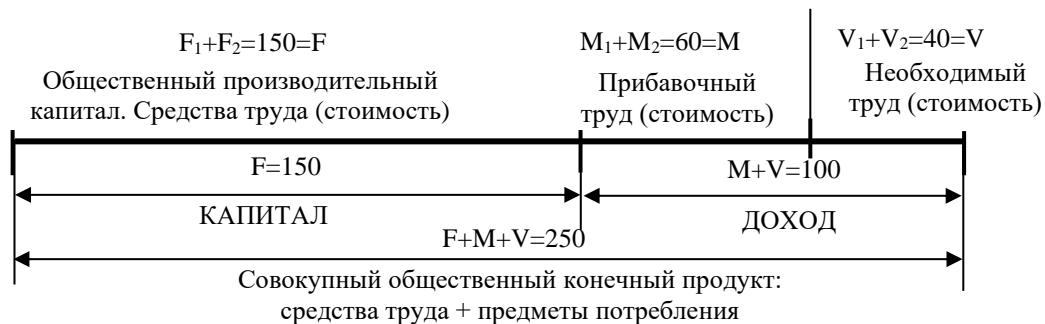 F₁+F₂=150=F
Общественный производительный
капитал. Средства труда (стоимость)
M₁+M₂=60=M
Прибавочный
труд (стоимость)
V₁+V₂=40=V
Необходимый
труд (стоимость)
F=150
M+V=100
КАПИТАЛ
ДОХОД
F+M+V=250
Совокупный общественный конечный продукт:
средства труда + предметы потребления